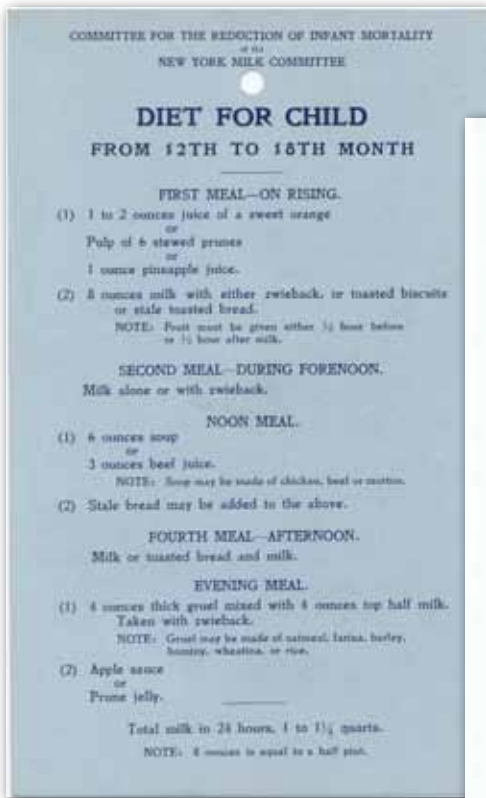 COMMITTEE FOR THE REDUCTION OF INFANT MORTALITY
of the
NEW YORK MILK COMMITTEE
DIET FOR CHILD
FROM 12TH TO 18TH MONTH
FIRST MEAL—ON RISING.
(1) 1 to 2 ounces juice of a sweet orange
or
Pulp of 6 stewed prunes
or
1 ounce pineapple juice.
(2) 8 ounces milk with either zwieback, or toasted biscuits
or stale toasted bread.
NOTE: Fruit must be given either ½ hour before
or ½ hour after milk.
SECOND MEAL—DURING FORENOON.
Milk alone or with zwieback.
NOON MEAL.
(1) 6 ounces soup
or
3 ounces beef juice.
NOTE: Soup may be made of chicken, beef or mutton.
(2) Stale bread may be added to the above.
FOURTH MEAL—AFTERNOON.
Milk or toasted bread and milk.
EVENING MEAL.
(1) 4 ounces thick gruel mixed with 4 ounces top half milk.
Taken with zwieback.
NOTE: Gruel may be made of oatmeal, farina, barley,
hominy, wheatina, or rice.
(2) Apple sauce
or
Prune jelly.
Total milk in 24 hours, 1 to 1¼ quarts.
NOTE: 8 ounces is equal to a half pint.